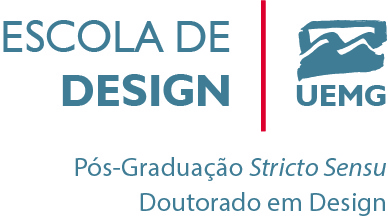 ESCOLA DE
DESIGN
UEMG
Pós-Graduação Stricto Sensu
Doutorado em Design